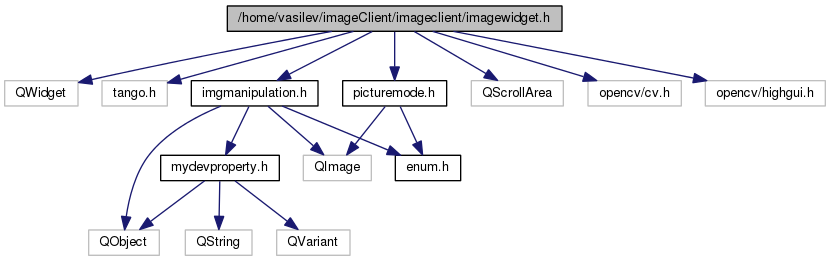 /home/vasilev/imageClient/imageclient/imagewidget.h
QWidget
tango.h
imgmanipulation.h
picturemode.h
QScrollArea
opencv/cv.h
opencv/highgui.h
mydevproperty.h
QImage
enum.h
QObject
QString
QVariant